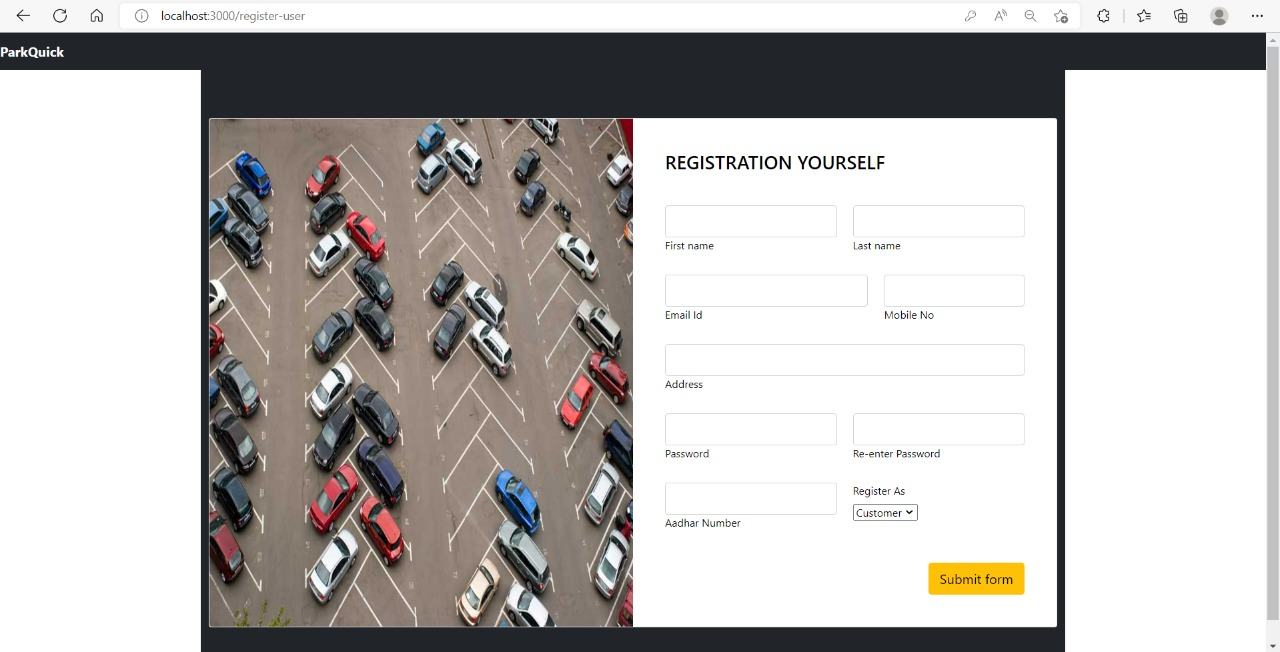 localhost:3000/register-user
ParkQuick
REGISTRATION YOURSELF
First name
Last name
Email Id
Mobile No
Address
Password
Re-enter Password
Register As
Customer
Aadhar Number
Submit form